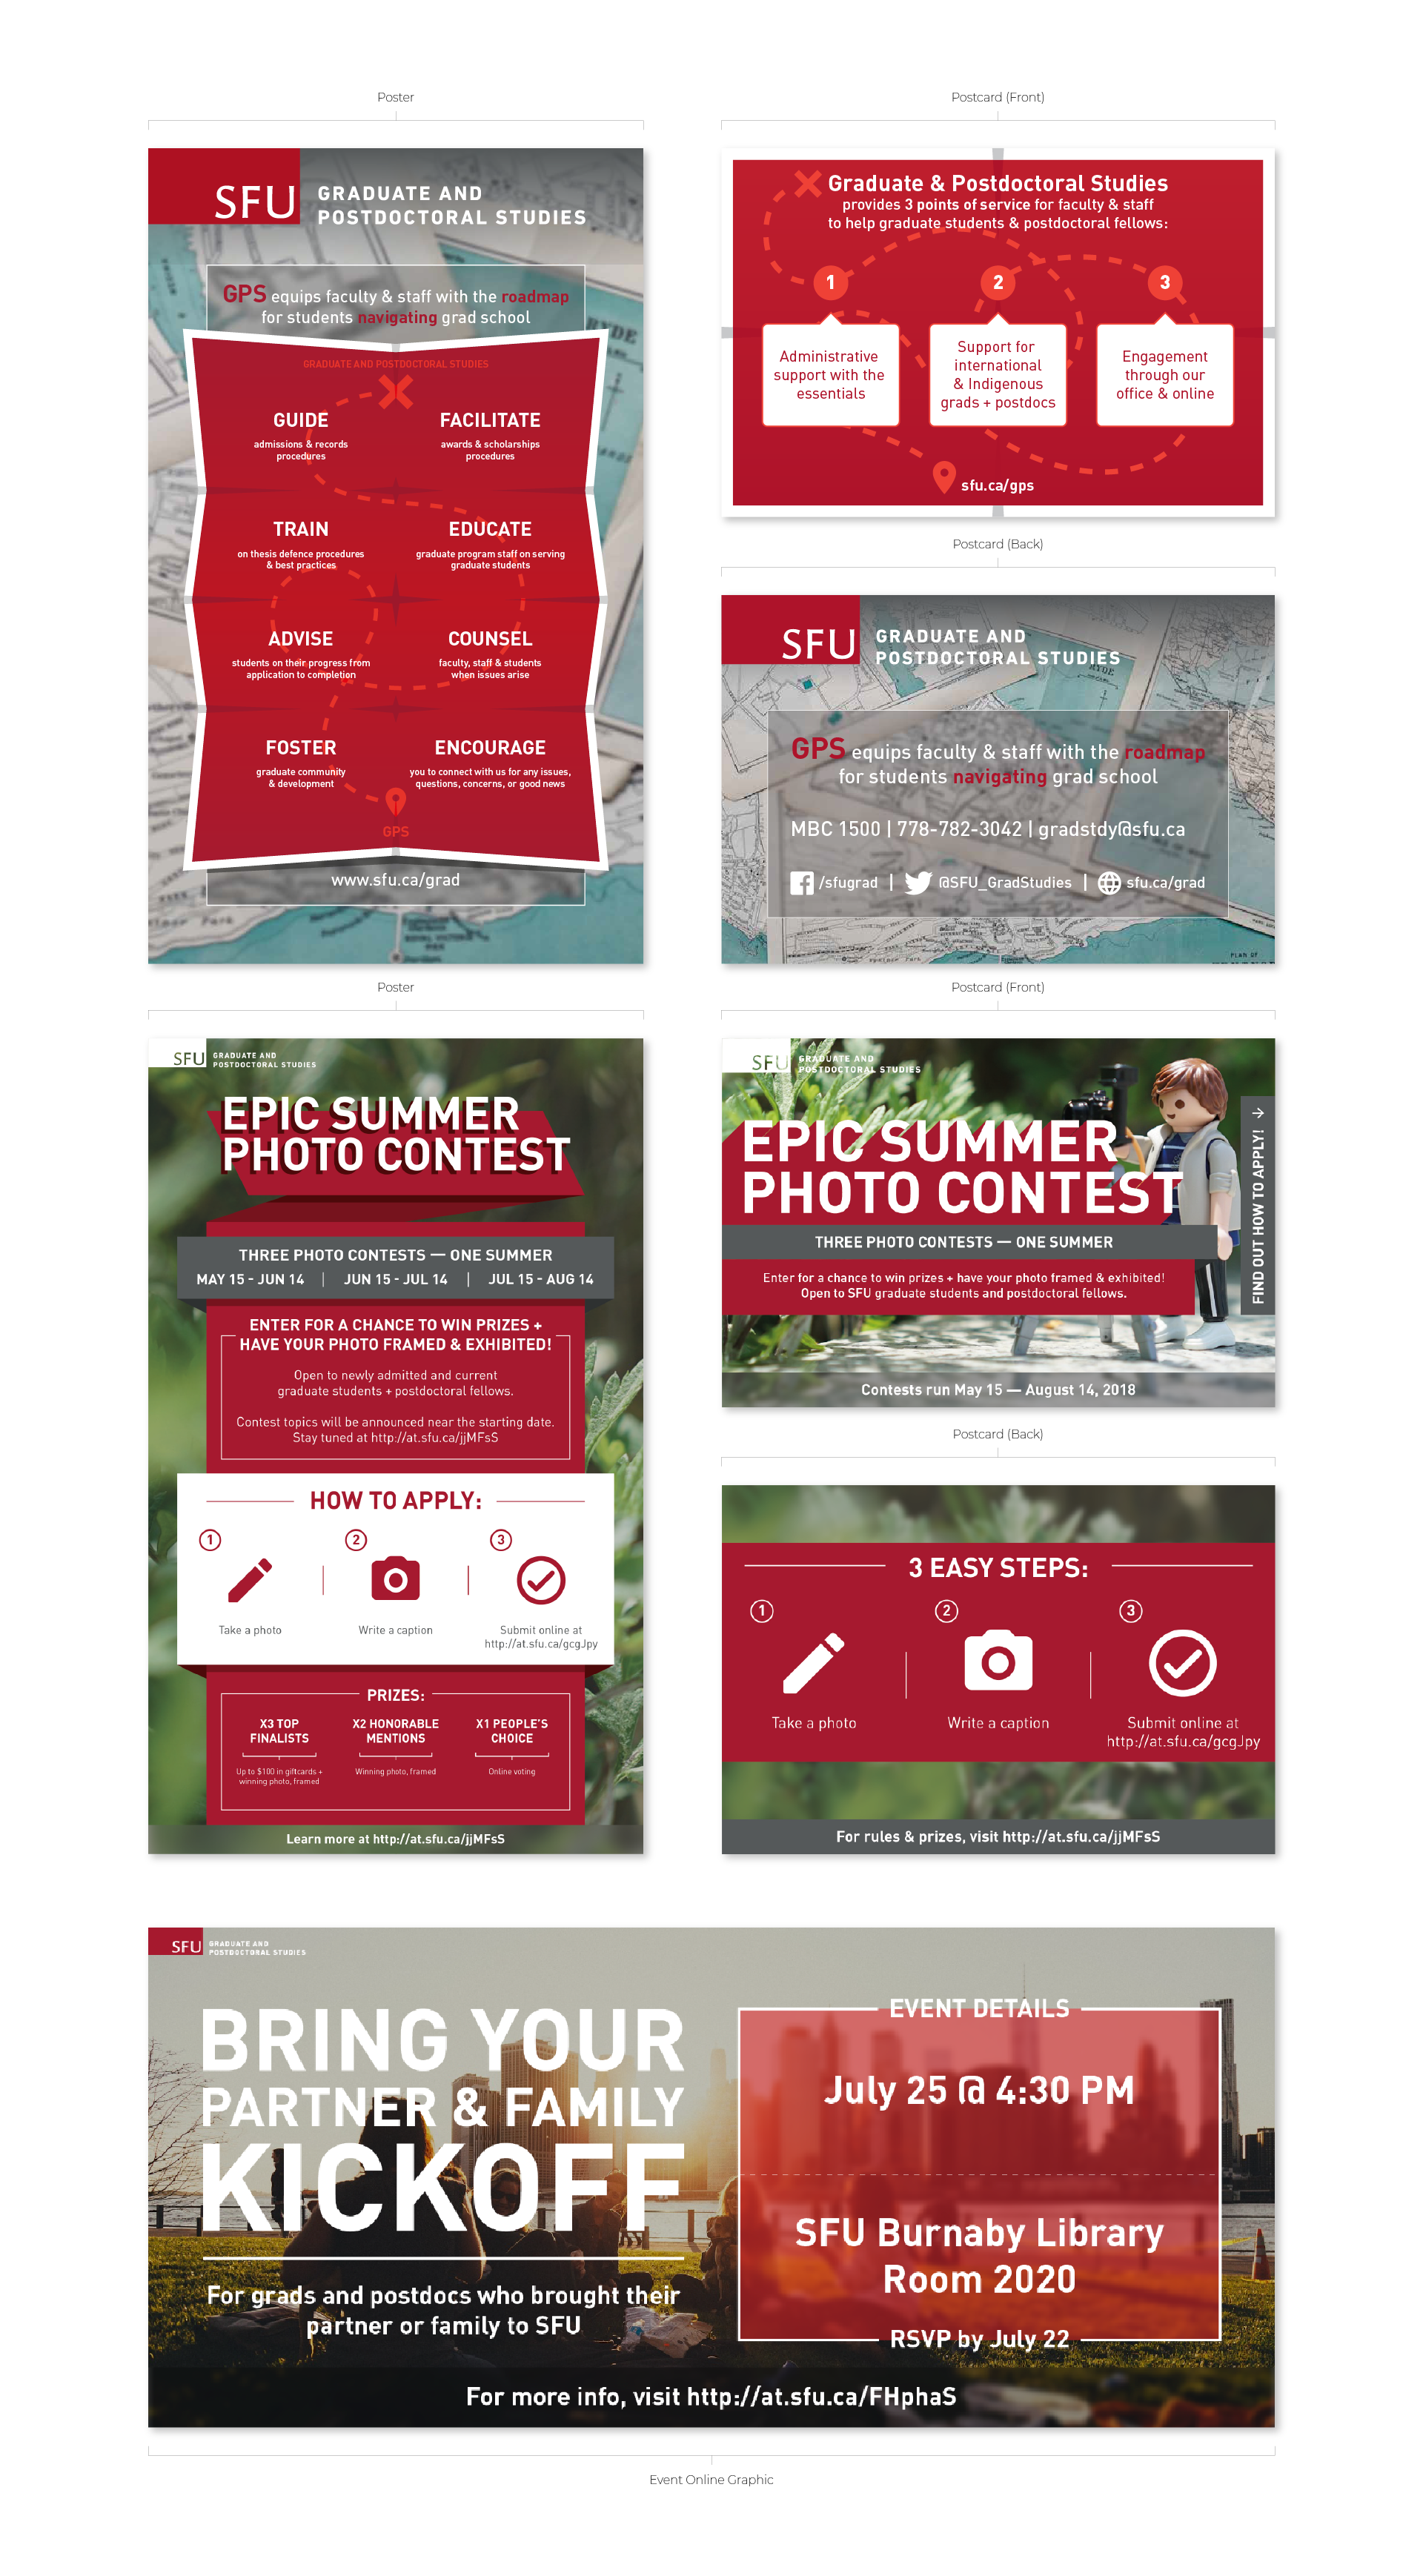 Poster
SFU
GRADUATE AND
POSTDOCTORAL STUDIES
GPS equips faculty & staff with the roadmap
for students navigating grad school
GRADUATE AND POSTDOCTORAL STUDIES
GUIDE
admissions & records
procedures
FACILITATE
awards & scholarships
procedures
TRAIN
on thesis defence procedures
& best practices
EDUCATE
graduate program staff on serving
graduate students
ADVISE
students on their progress from
application to completion
COUNSEL
faculty, staff & students
when issues arise
FOSTER
graduate community
& development
ENCOURAGE
you to connect with us for any issues,
questions, concerns, or good news
GPS
www.sfu.ca/grad
Postcard (Front)
Graduate & Postdoctoral Studies
provides 3 points of service for faculty & staff
to help graduate students & postdoctoral fellows:
1
2
3
Administrative
support with the
essentials
Support for
international
& Indigenous
grads + postdocs
Engagement
through our
office & online
sfu.ca/gps
Postcard (Back)
SFU
GRADUATE AND
POSTDOCTORAL STUDIES
RYDE
GPS equips faculty & staff with the roadmap
for students navigating grad school
MBC 1500 | 778-782-3042 | gradstdy@sfu.ca
/sfugrad | @SFU_GradStudies | sfu.ca/grad
PLAN OF
Poster
SFU
GRADUATE AND
POSTDOCTORAL STUDIES
EPIC SUMMER
PHOTO CONTEST
THREE PHOTO CONTESTS — ONE SUMMER
MAY 15 - JUN 14 | JUN 15 - JUL 14 | JUL 15 - AUG 14
ENTER FOR A CHANCE TO WIN PRIZES +
HAVE YOUR PHOTO FRAMED & EXHIBITED!
Open to newly admitted and current
graduate students + postdoctoral fellows.
Contest topics will be announced near the starting date.
Stay tuned at http://at.sfu.ca/jjMFsS
HOW TO APPLY:
1
2
3
Take a photo
Write a caption
Submit online at
http://at.sfu.ca/gcgJpy
PRIZES:
X3 TOP
FINALISTS
Up to $100 in giftcards +
winning photo, framed
X2 HONORABLE
MENTIONS
Winning photo, framed
X1 PEOPLE'S
CHOICE
Online voting
Learn more at http://at.sfu.ca/jjMFsS
Postcard (Front)
SFU
GRADUATE AND
POSTDOCTORAL STUDIES
EPIC SUMMER
PHOTO CONTEST
THREE PHOTO CONTESTS — ONE SUMMER
Enter for a chance to win prizes + have your photo framed & exhibited!
Open to SFU graduate students and postdoctoral fellows.
FIND OUT HOW TO APPLY!
Contests run May 15 — August 14, 2018
Postcard (Back)
3 EASY STEPS:
1
2
3
Take a photo
Write a caption
Submit online at
http://at.sfu.ca/gcgJpy
For rules & prizes, visit http://at.sfu.ca/jjMFsS
SFU
GRADUATE AND
POSTDOCTORAL STUDIES
BRING YOUR
PARTNER & FAMILY
KICKOFF
For grads and postdocs who brought their
partner or family to SFU
EVENT DETAILS
July 25 @ 4:30 PM
SFU Burnaby Library
Room 2020
RSVP by July 22
For more info, visit http://at.sfu.ca/FHphaS
Event Online Graphic